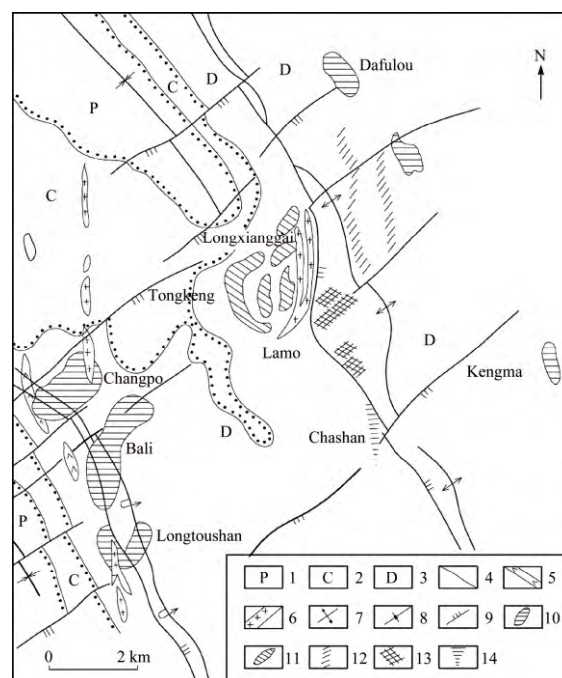 N
Dafulou
D
D
C
P
C
Longxianggai
Tongkeng
Lamo
D
Kengma
Changpo
Chashan
D
Bali
P
Longtoushan
C
P 1 C 2 D 3 4 5
6 7 8 9 10
11 12 13 14
0 2 km